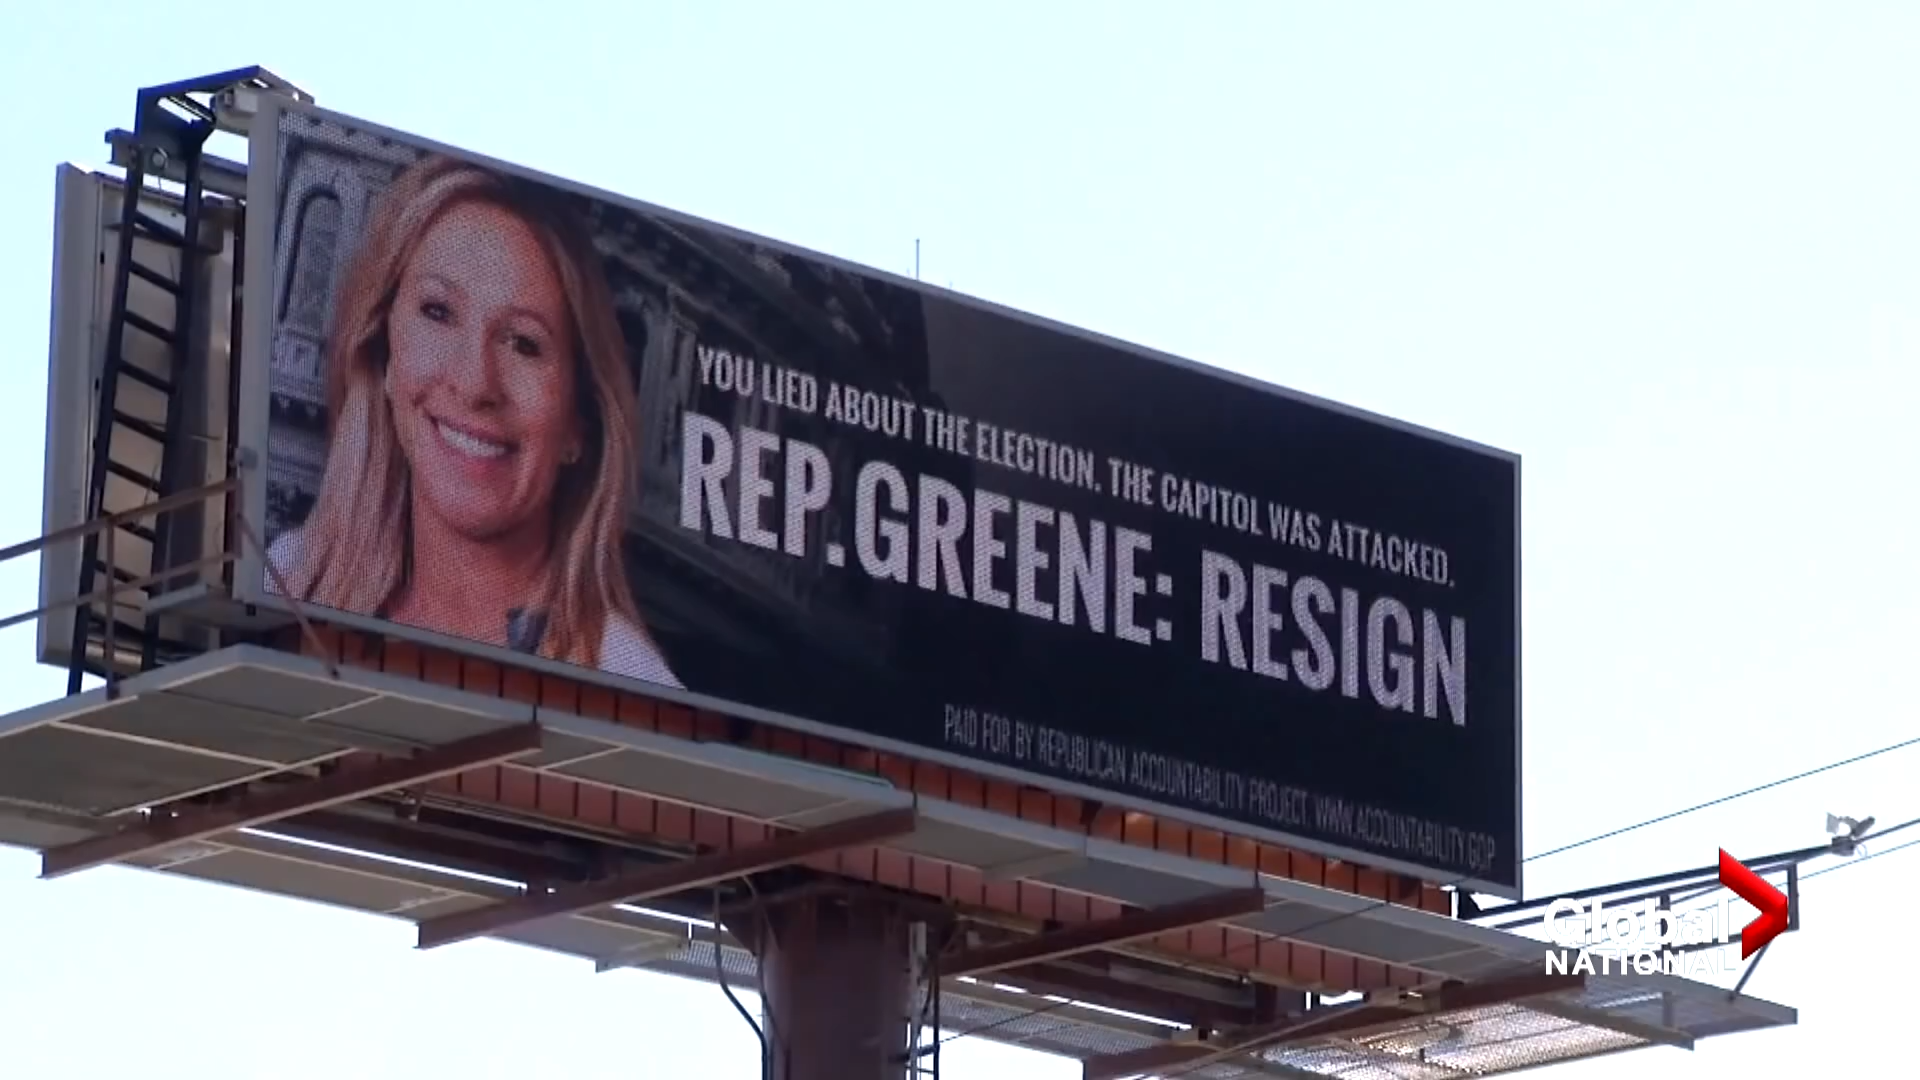 YOU LIED ABOUT THE ELECTION. THE CAPITOL WAS ATTACKED.
REP.GREENE: RESIGN
PAID FOR BY REPUBLICAN ACCOUNTABILITY PROJECT. WWW.ACCOUNTABILITY.GOP
Global
NATIONAL